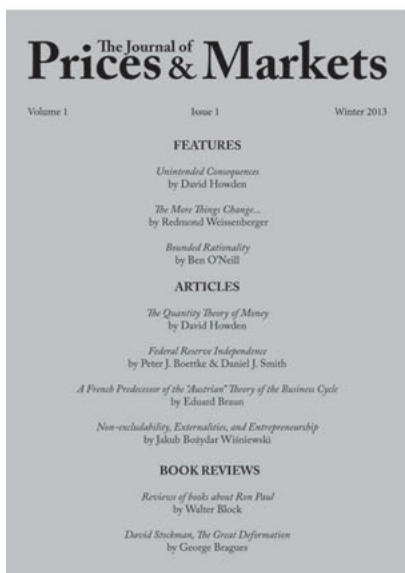 The Journal of
Prices & Markets
Volume 1 Issue 1 Winter 2013
FEATURES
Unintended Consequences
by David Howden
The More Things Change...
by Redmond Weissenberger
Bounded Rationality
by Ben O'Neill
ARTICLES
The Quantity Theory of Money
by David Howden
Federal Reserve Independence
by Peter J. Boettke & Daniel J. Smith
A French Predecessor of the "Austrian" Theory of the Business Cycle
by Eduard Braun
Non-excludability, Externalities, and Entrepreneurship
by Jakub Bożydar Wiśniewski
BOOK REVIEWS
Reviews of books about Ron Paul
by Walter Block
David Stockman, The Great Deformation
by George Bragues